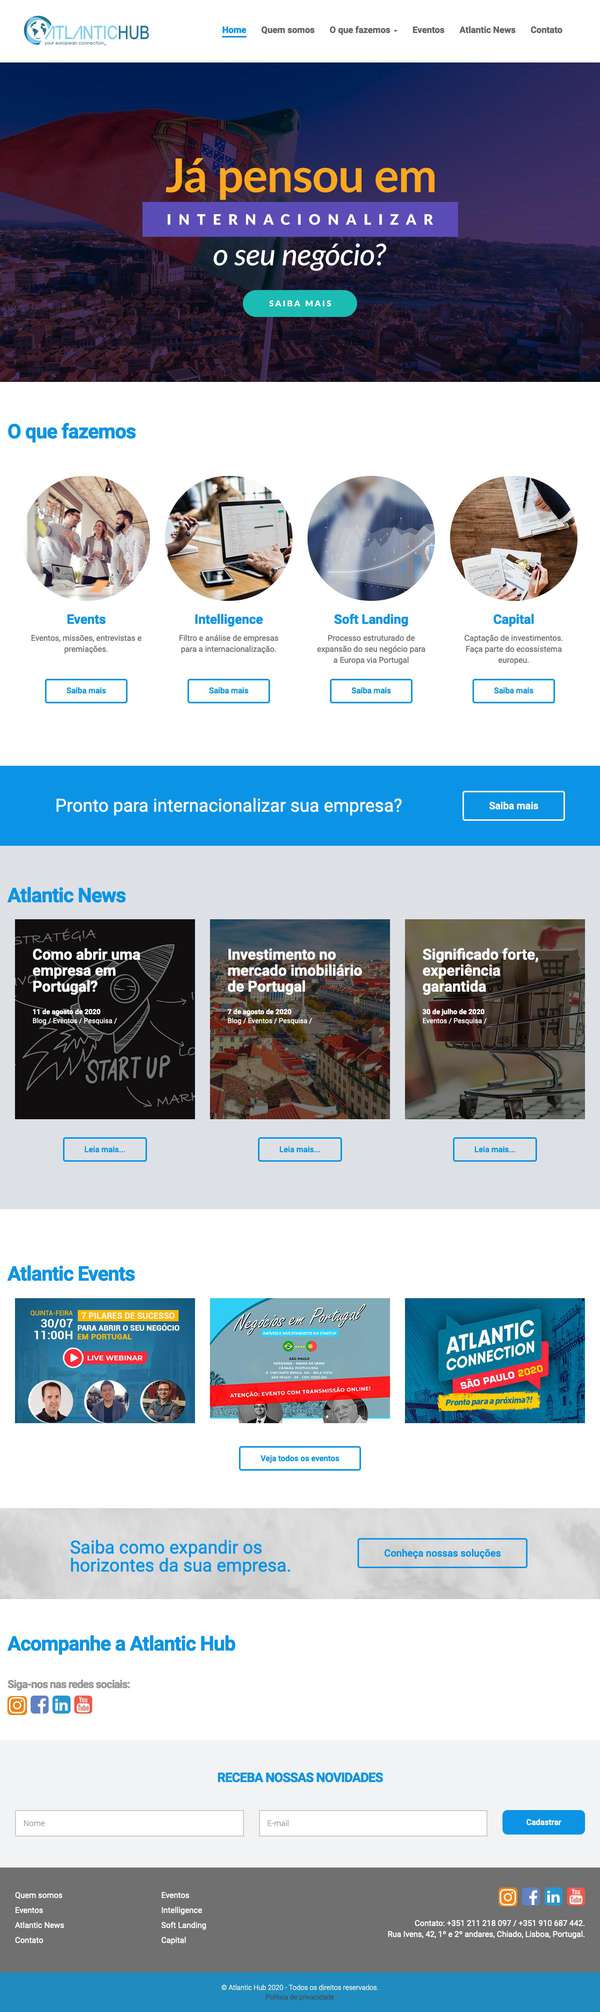 ATLANTICHUB
your european connection_
Home Quem somos O que fazemos Eventos Atlantic News Contato
Já pensou em
INTERNACIONALIZAR
o seu negócio?
SAIBA MAIS
O que fazemos
Events
Eventos, missões, entrevistas e
premiações.
Saiba mais
Intelligence
Filtro e análise de empresas
para a internacionalização.
Saiba mais
Soft Landing
Processo estruturado de
expansão do seu negócio para
a Europa via Portugal
Saiba mais
Capital
Captação de investimentos.
Faça parte do ecossistema
europeu.
Saiba mais
Pronto para internacionalizar sua empresa?
Saiba mais
Atlantic News
STRATÉGIA
Como abrir uma
empresa em
Portugal?
11 de agosto de 2020
Blog / Eventos / Pesquisa /
START UP
MARK
Leia mais...
Investimento no
mercado imobiliário
de Portugal
7 de agosto de 2020
Blog / Eventos / Pesquisa /
Leia mais...
Significado forte,
experiência
garantida
30 de julho de 2020
Eventos / Pesquisa /
Leia mais...
Atlantic Events
QUINTA-FEIRA
30/07
11:00H
7 PILARES DE SUCESSO
PARA ABRIR O SEU NEGÓCIO
EM PORTUGAL
LIVE WEBINAR
Negócios em Portugal
SÃO PAULO
ATENÇÃO: EVENTO COM TRANSMISSÃO ONLINE!
ATLANTIC
CONNECTION
SÃO PAULO 2020
Pronto para a próxima?!
Veja todos os eventos
Saiba como expandir os
horizontes da sua empresa.
Conheça nossas soluções
Acompanhe a Atlantic Hub
Siga-nos nas redes sociais:
in
You
Tube
RECEBA NOSSAS NOVIDADES
Nome
E-mail
Cadastrar
Quem somos
Eventos
Atlantic News
Contato
Eventos
Intelligence
Soft Landing
Capital
in
You
Tube
Contato: +351 211 218 097 / +351 910 687 442.
Rua Ivens, 42, 1º e 2º andares, Chiado, Lisboa, Portugal.
© Atlantic Hub 2020 - Todos os direitos reservados.
Política de privacidade